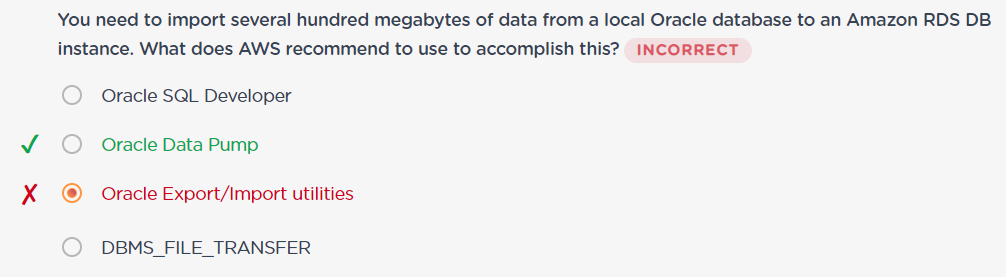 You need to import several hundred megabytes of data from a local Oracle database to an Amazon RDS DB
instance. What does AWS recommend to use to accomplish this? INCORRECT
Oracle SQL Developer
Oracle Data Pump
Oracle Export/Import utilities
DBMS_FILE_TRANSFER